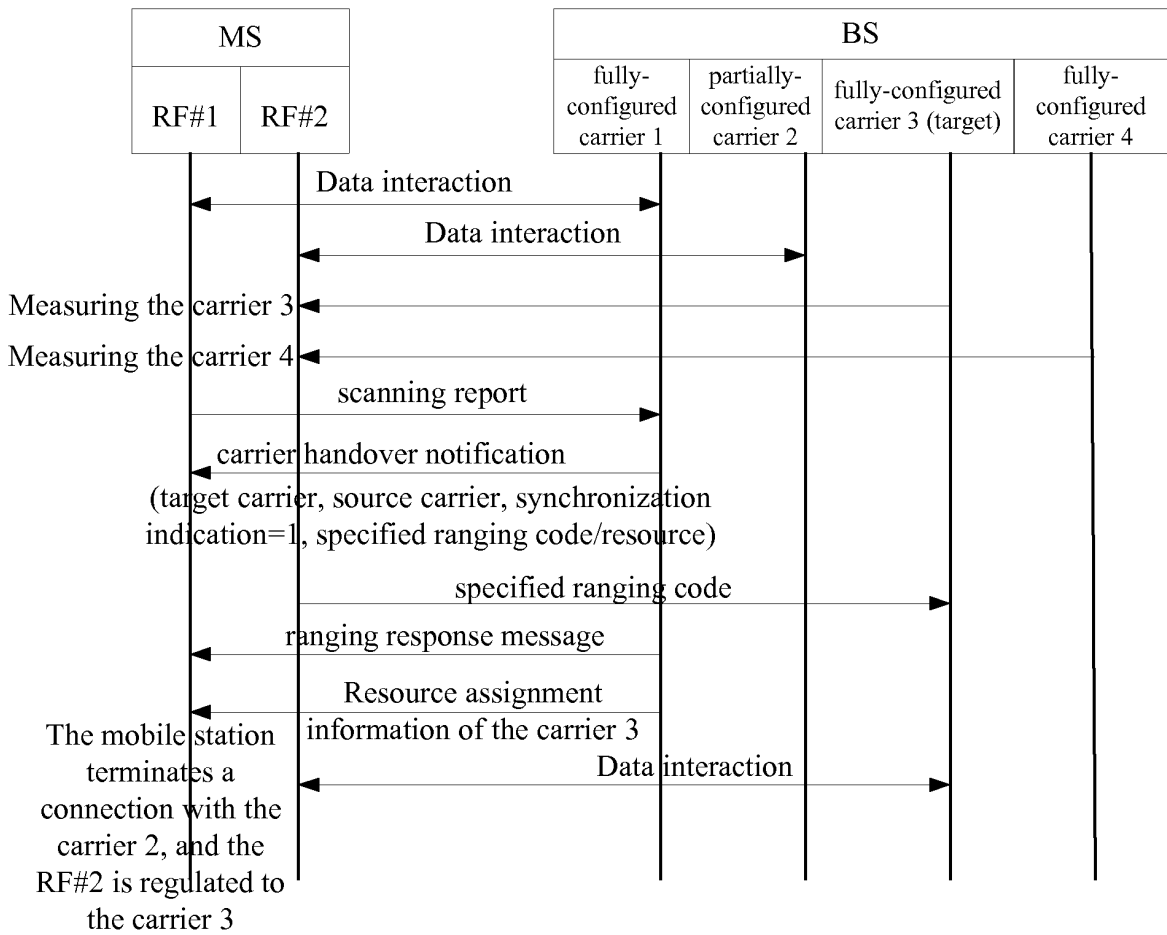 MS
BS
RF#1
RF#2
fully-
configured
carrier 1
partially-
configured
carrier 2
fully-configured
carrier 3 (target)
fully-
configured
carrier 4
Data interaction
Data interaction
Measuring the carrier 3
Measuring the carrier 4
scanning report
carrier handover notification
(target carrier, source carrier, synchronization
indication=1, specified ranging code/resource)
specified ranging code
ranging response message
Resource assignment
information of the carrier 3
The mobile station
terminates a
connection with the
carrier 2, and the
RF#2 is regulated to
the carrier 3
Data interaction